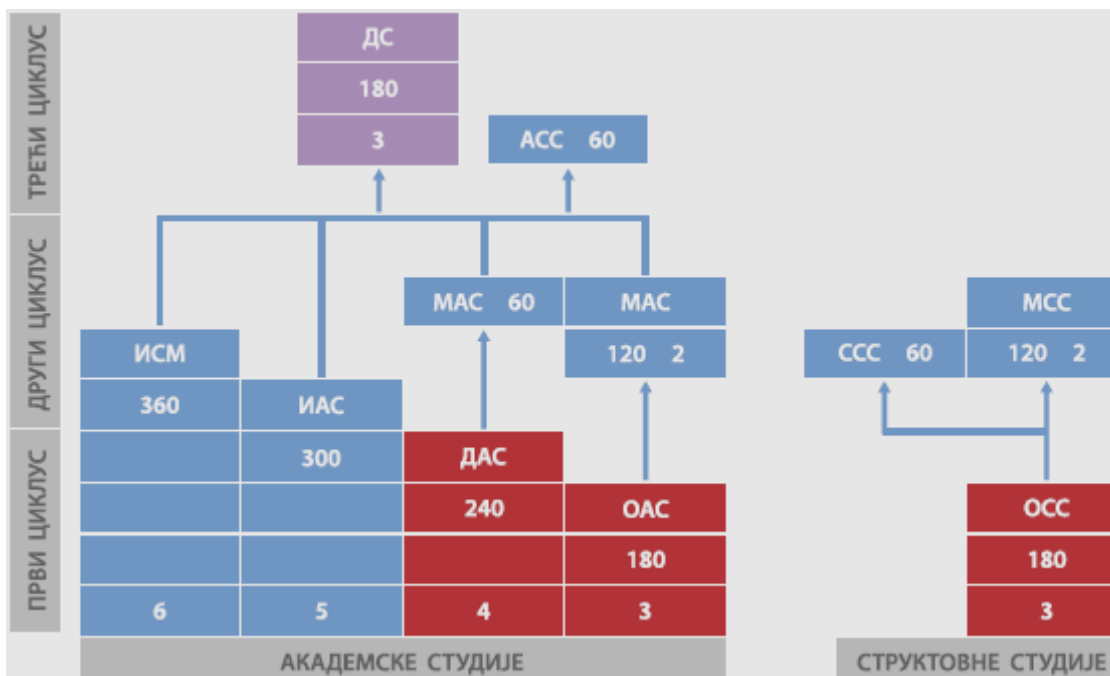 ТРЕЋИ ЦИКЛУС
ДС
180
3
АСС 60
ДРУГИ ЦИКЛУС
МАС 60
МАС
МСС
ИСМ
120 2
ССС 60
120 2
360
ИАС
ПРВИ ЦИКЛУС
300
ДАС
240
ОАС
ОСС
180
180
6
5
4
3
3
АКАДЕМСКЕ СТУДИЈЕ
СТРУКТОВНЕ СТУДИЈЕ